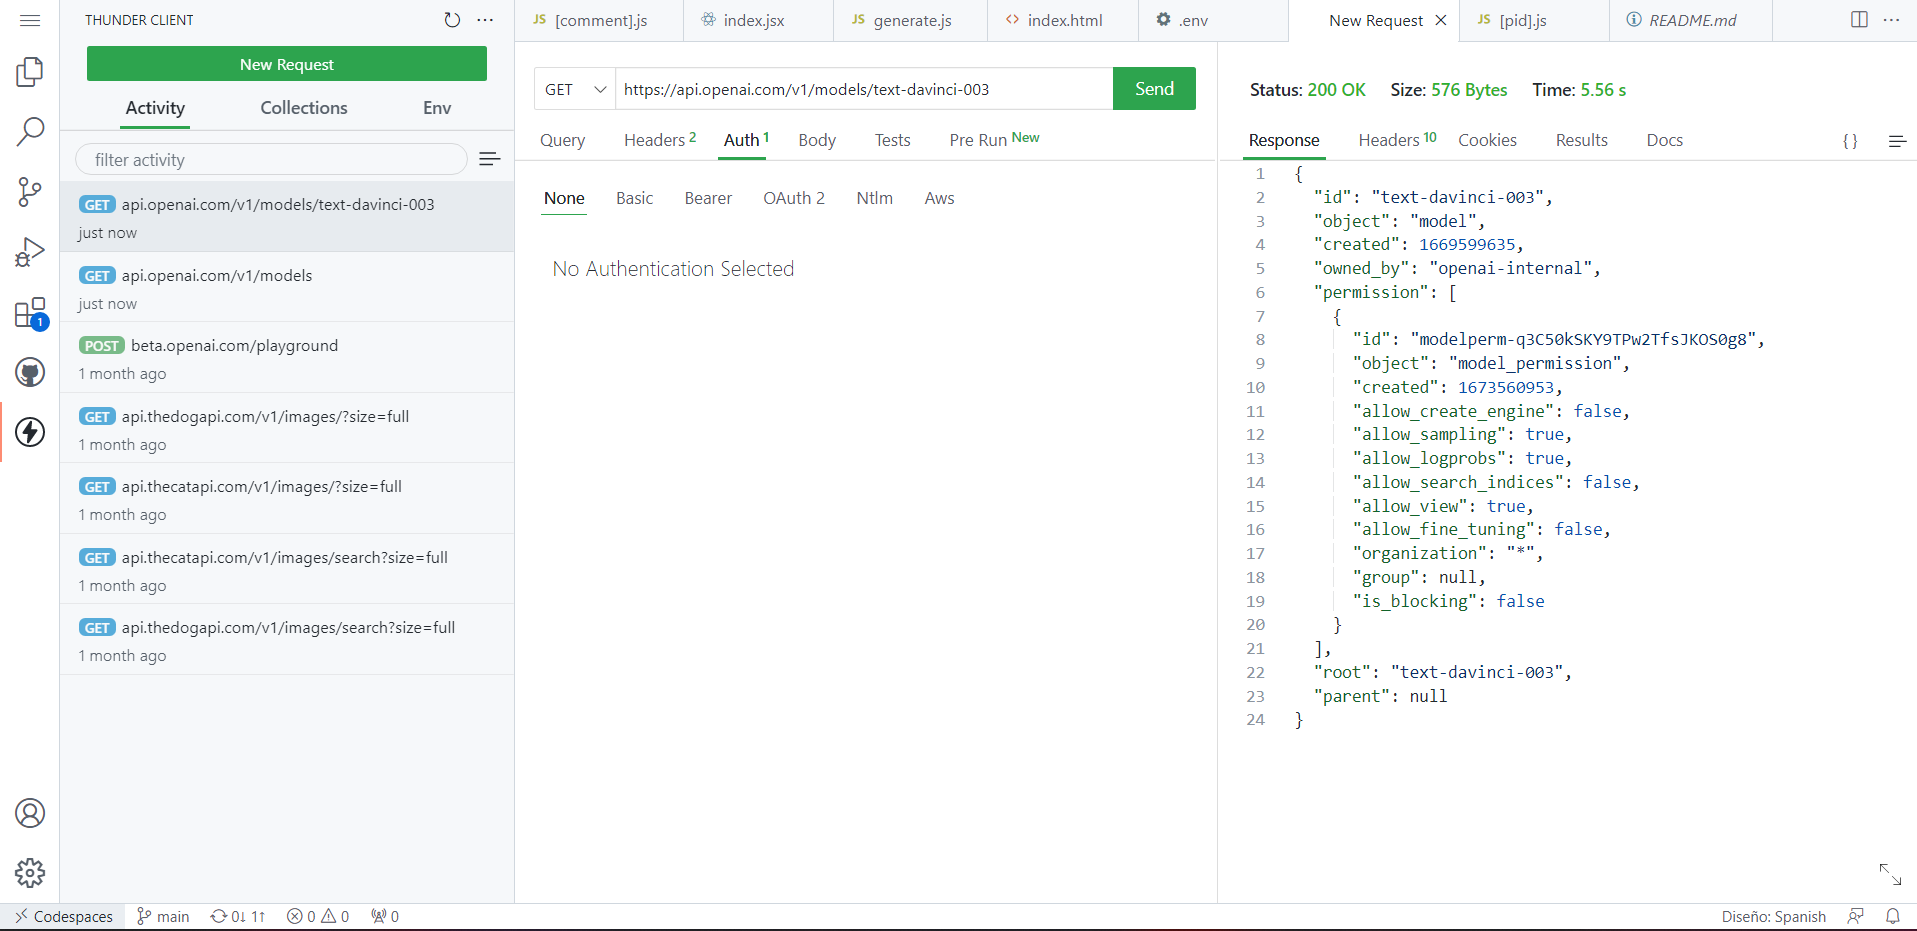 THUNDER CLIENT
New Request
Activity Collections Env
filter activity
GET api.openai.com/v1/models/text-davinci-003
just now
GET api.openai.com/v1/models
just now
POST beta.openai.com/playground
1 month ago
GET api.thedogapi.com/v1/images/?size=full
1 month ago
GET api.thecatapi.com/v1/images/?size=full
1 month ago
GET api.thecatapi.com/v1/images/search?size=full
1 month ago
GET api.thedogapi.com/v1/images/search?size=full
1 month ago
1
JS [comment].js index.jsx JS generate.js <> index.html .env New Request JS [pid].js README.md
GET https://api.openai.com/v1/models/text-davinci-003 Send
Query Headers 2 Auth 1 Body Tests Pre Run New
None Basic Bearer OAuth 2 Ntlm Aws
No Authentication Selected
Status: 200 OK Size: 576 Bytes Time: 5.56 s
Response Headers 10 Cookies Results Docs {}
1 {
2 "id": "text-davinci-003",
3 "object": "model",
4 "created": 1669599635,
5 "owned_by": "openai-internal",
6 "permission": [
7 {
8 "id": "modelperm-q3C50kSKY9TPw2TfsJKOS0g8",
9 "object": "model_permission",
10 "created": 1673560953,
11 "allow_create_engine": false,
12 "allow_sampling": true,
13 "allow_logprobs": true,
14 "allow_search_indices": false,
15 "allow_view": true,
16 "allow_fine_tuning": false,
17 "organization": "*",
18 "group": null,
19 "is_blocking": false
20 }
21 ],
22 "root": "text-davinci-003",
23 "parent": null
24 }
Codespaces main 0↓ 1↑ 0 0 0 Diseño: Spanish